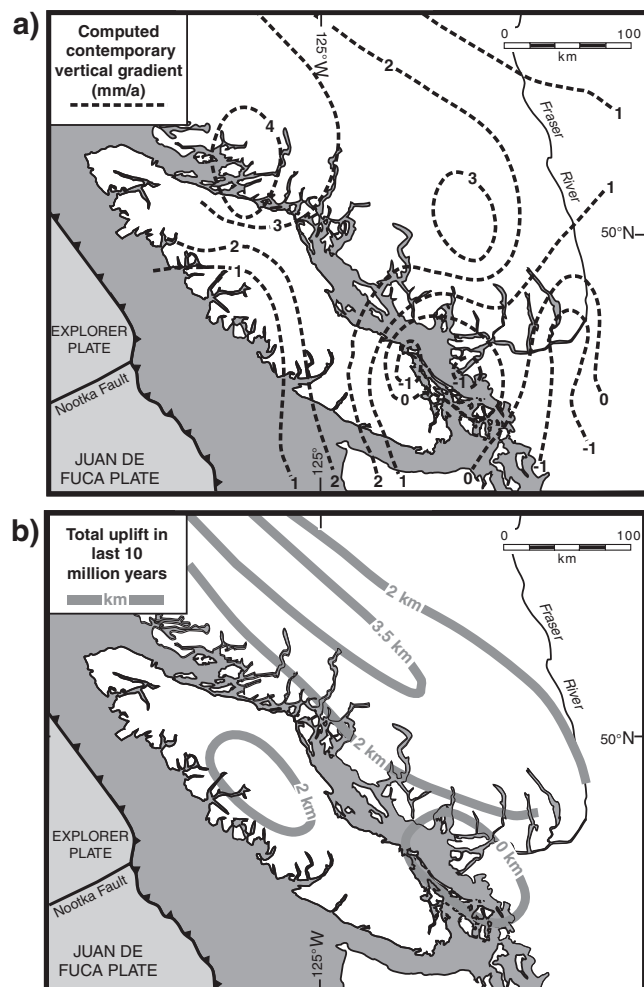 a)
Computed
contemporary
vertical gradient
(mm/a)
125°W
0 100
km
Fraser
River
50°N
4
3
2
1
2
1
3
1
-1
0
0
-1
-1
1
2
2
1
0
125°
EXPLORER
PLATE
Nootka Fault
JUAN DE
FUCA PLATE
b)
Total uplift in
last 10
million years
km
0 100
km
Fraser
River
50°N
2 km
3.5 km
2 km
2 km
0 km
125°W
EXPLORER
PLATE
Nootka Fault
JUAN DE
FUCA PLATE